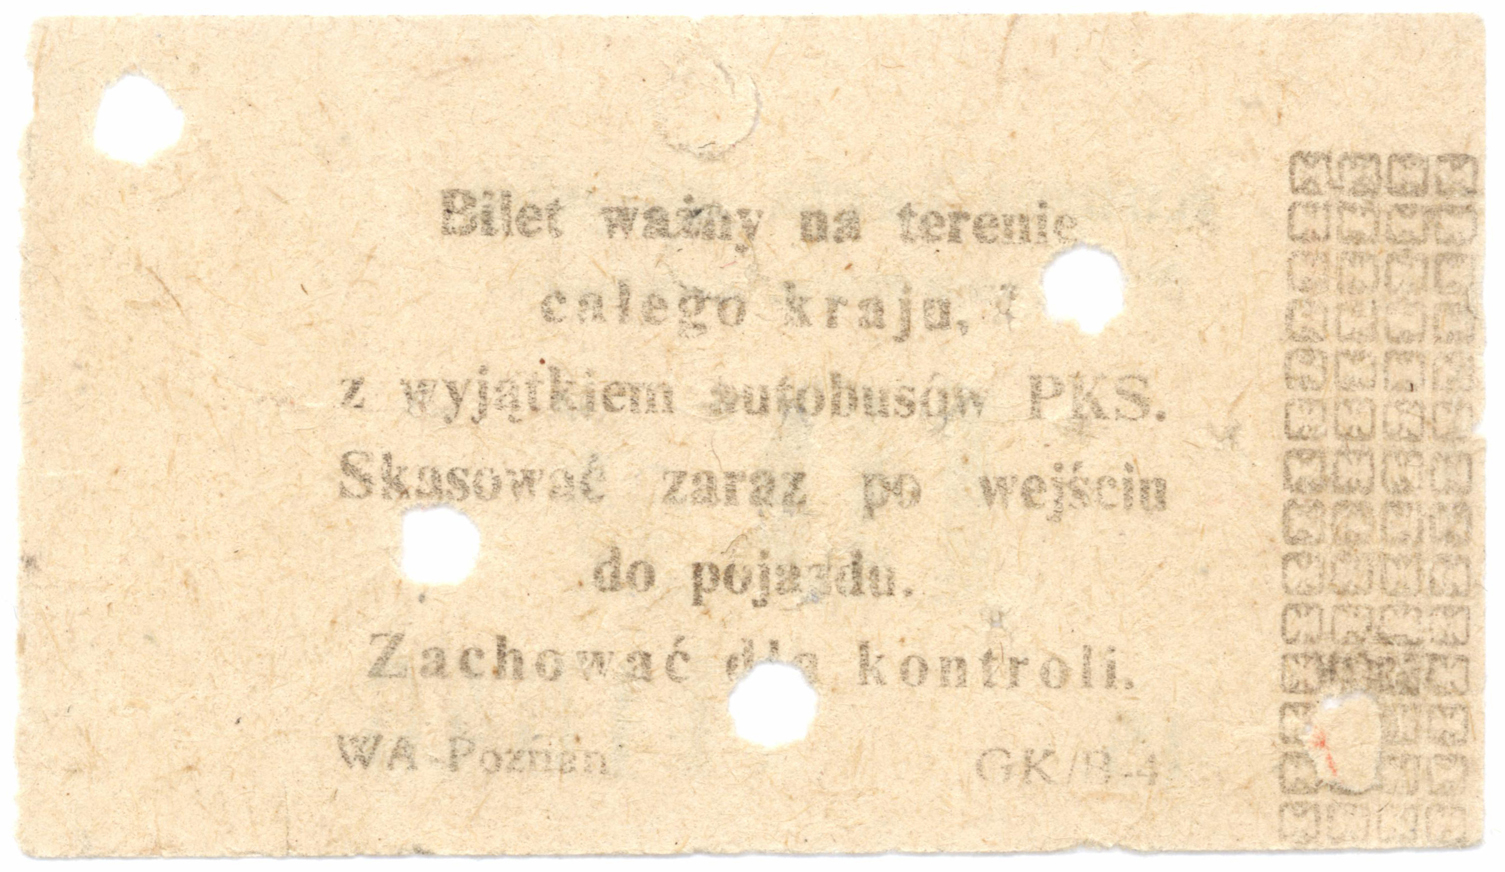 Bilet ważny na terenie
całego kraju,
z wyjątkiem autobusów PKS.
Skasować zaraz po wejściu
do pojazdu.
Zachować dla kontroli.
WA-Poznań
GK/B-4